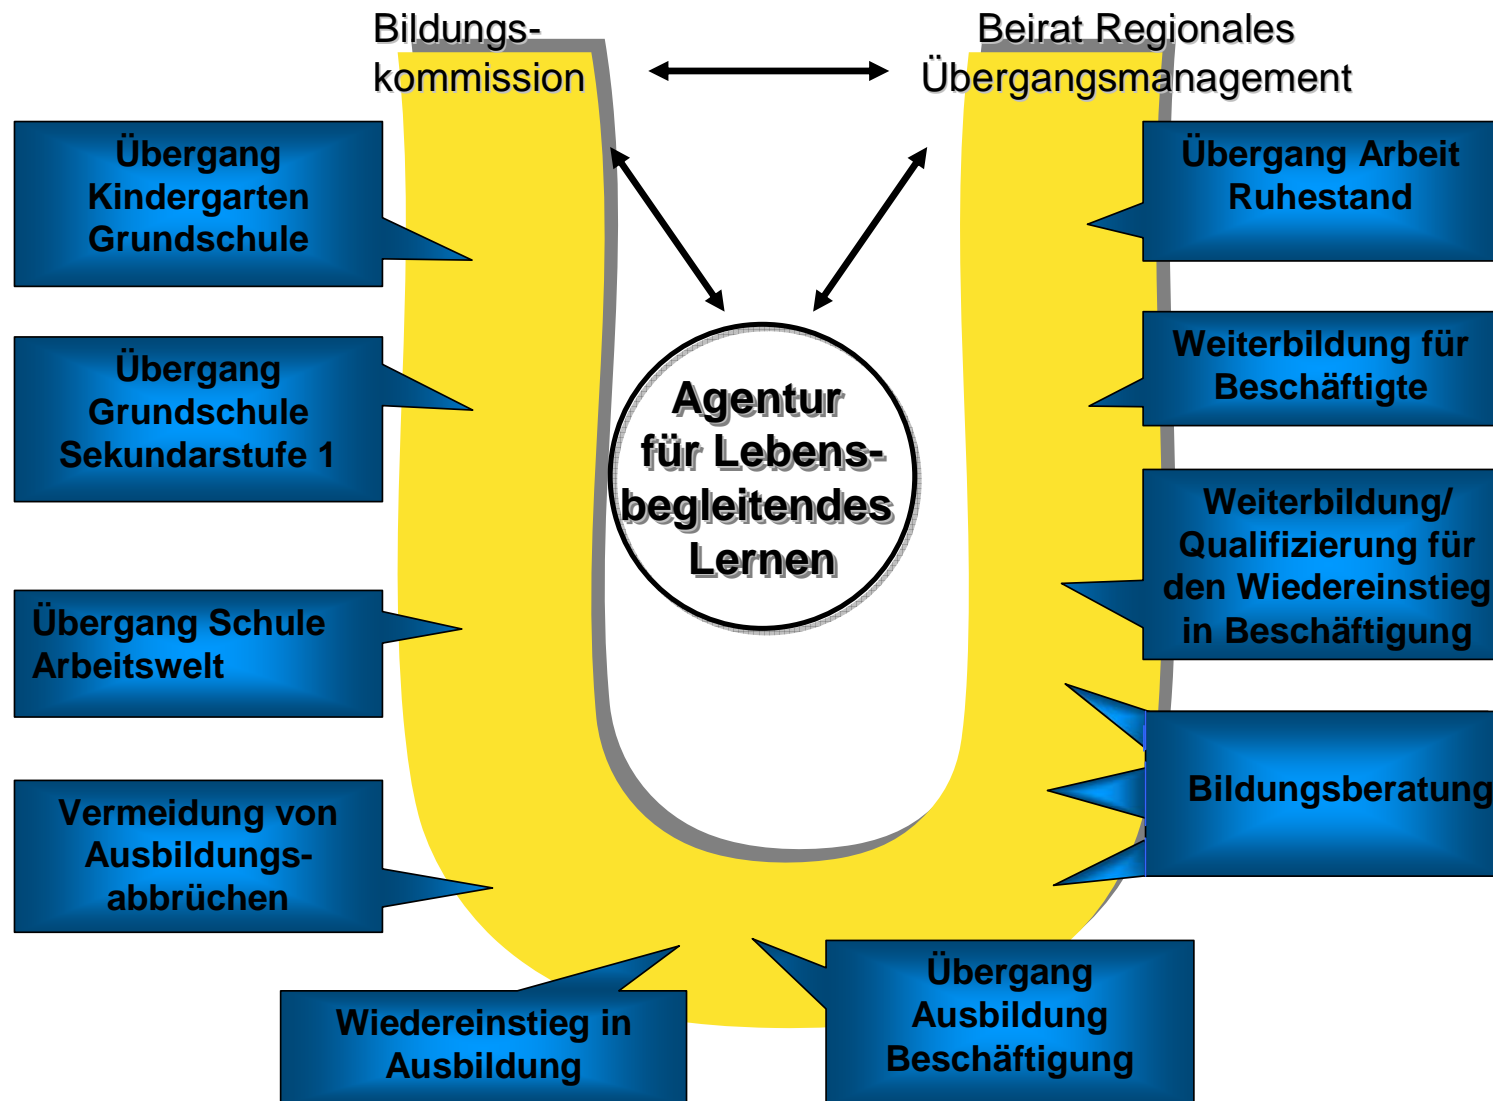 Bildungs-
kommission
Beirat Regionales
Übergangsmanagement
Übergang
Kindergarten
Grundschule
Übergang
Grundschule
Sekundarstufe 1
Übergang Schule
Arbeitswelt
Vermeidung von
Ausbildungs-
abbrüchen
Wiedereinstieg in
Ausbildung
Agentur
für Lebens-
begleitendes
Lernen
Übergang
Ausbildung
Beschäftigung
Übergang Arbeit
Ruhestand
Weiterbildung für
Beschäftigte
Weiterbildung/
Qualifizierung für
den Wiedereinstieg
in Beschäftigung
Bildungsberatung